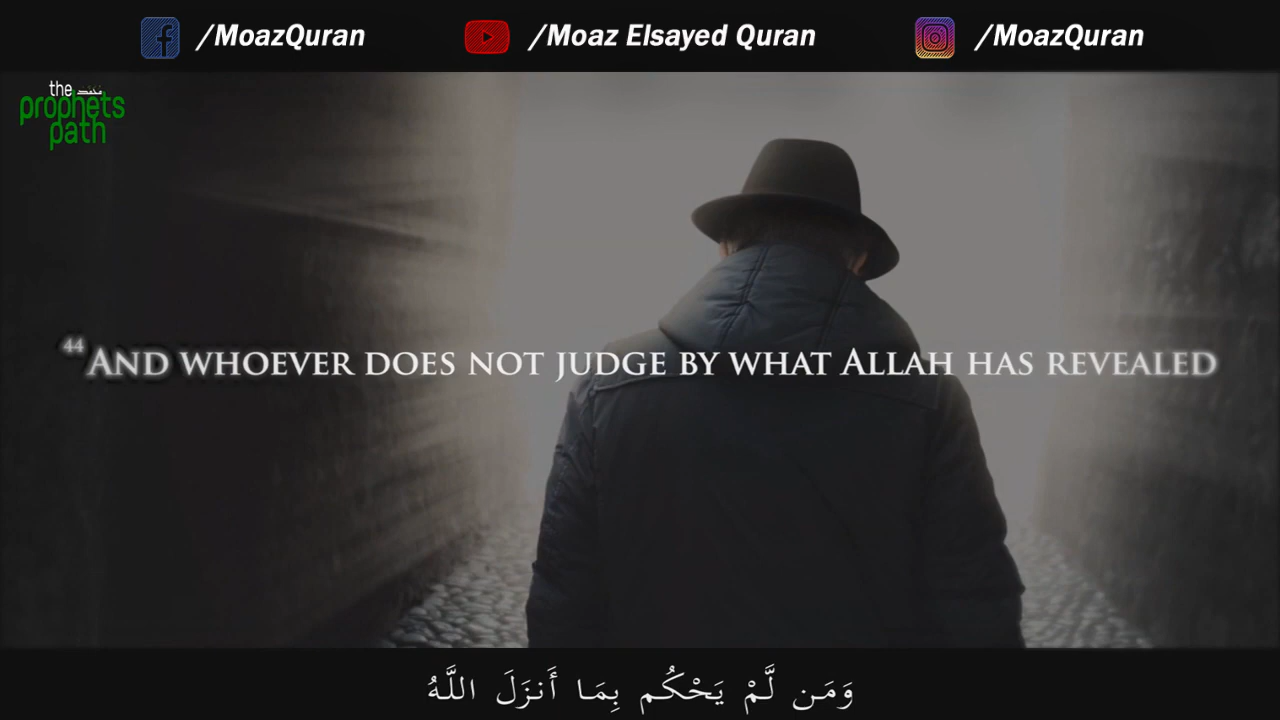 /MoazQuran
/Moaz Elsayed Quran
/MoazQuran
the
prophets
path
44 AND WHOEVER DOES NOT JUDGE BY WHAT ALLAH HAS REVEALED
وَمَن لَّمْ يَحْكُم بِمَا أَنزَلَ اللَّهُ